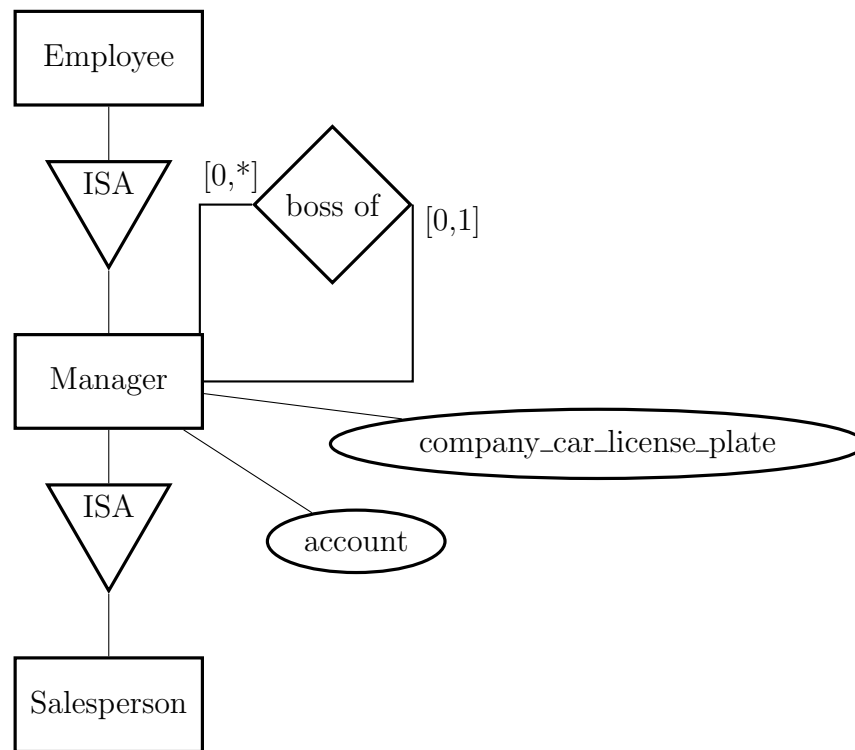 Employee
ISA
[0,*]
boss of
[0,1]
Manager
company_car_license_plate
ISA
account
Salesperson